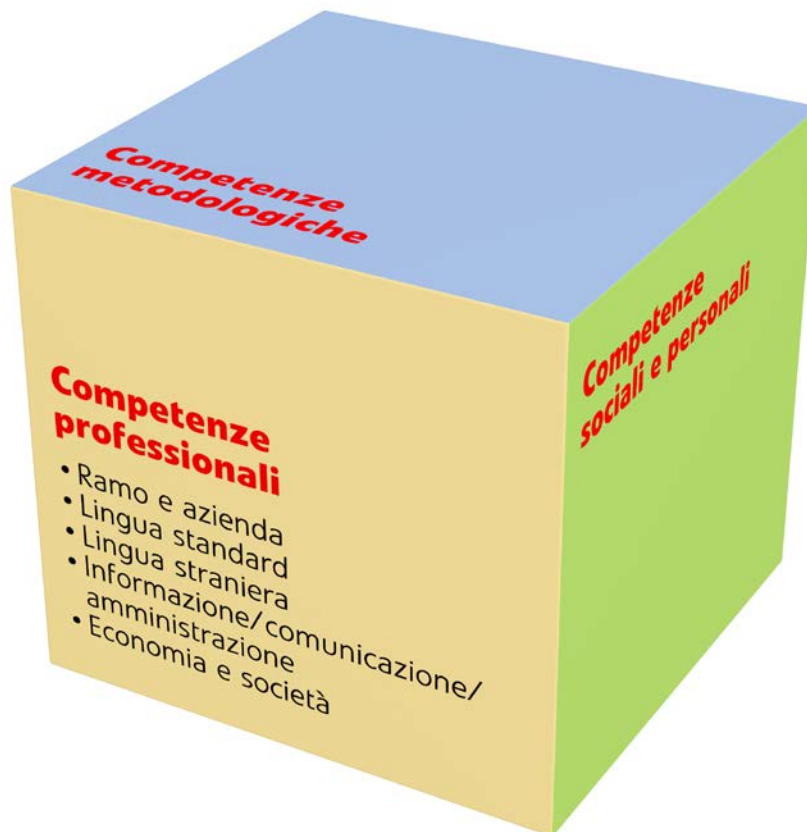 Competenze
metodologiche
Competenze
sociali e personali
Competenze
professionali
• Ramo e azienda
• Lingua standard
• Lingua straniera
• Informazione/comunicazione/
amministrazione
• Economia e società